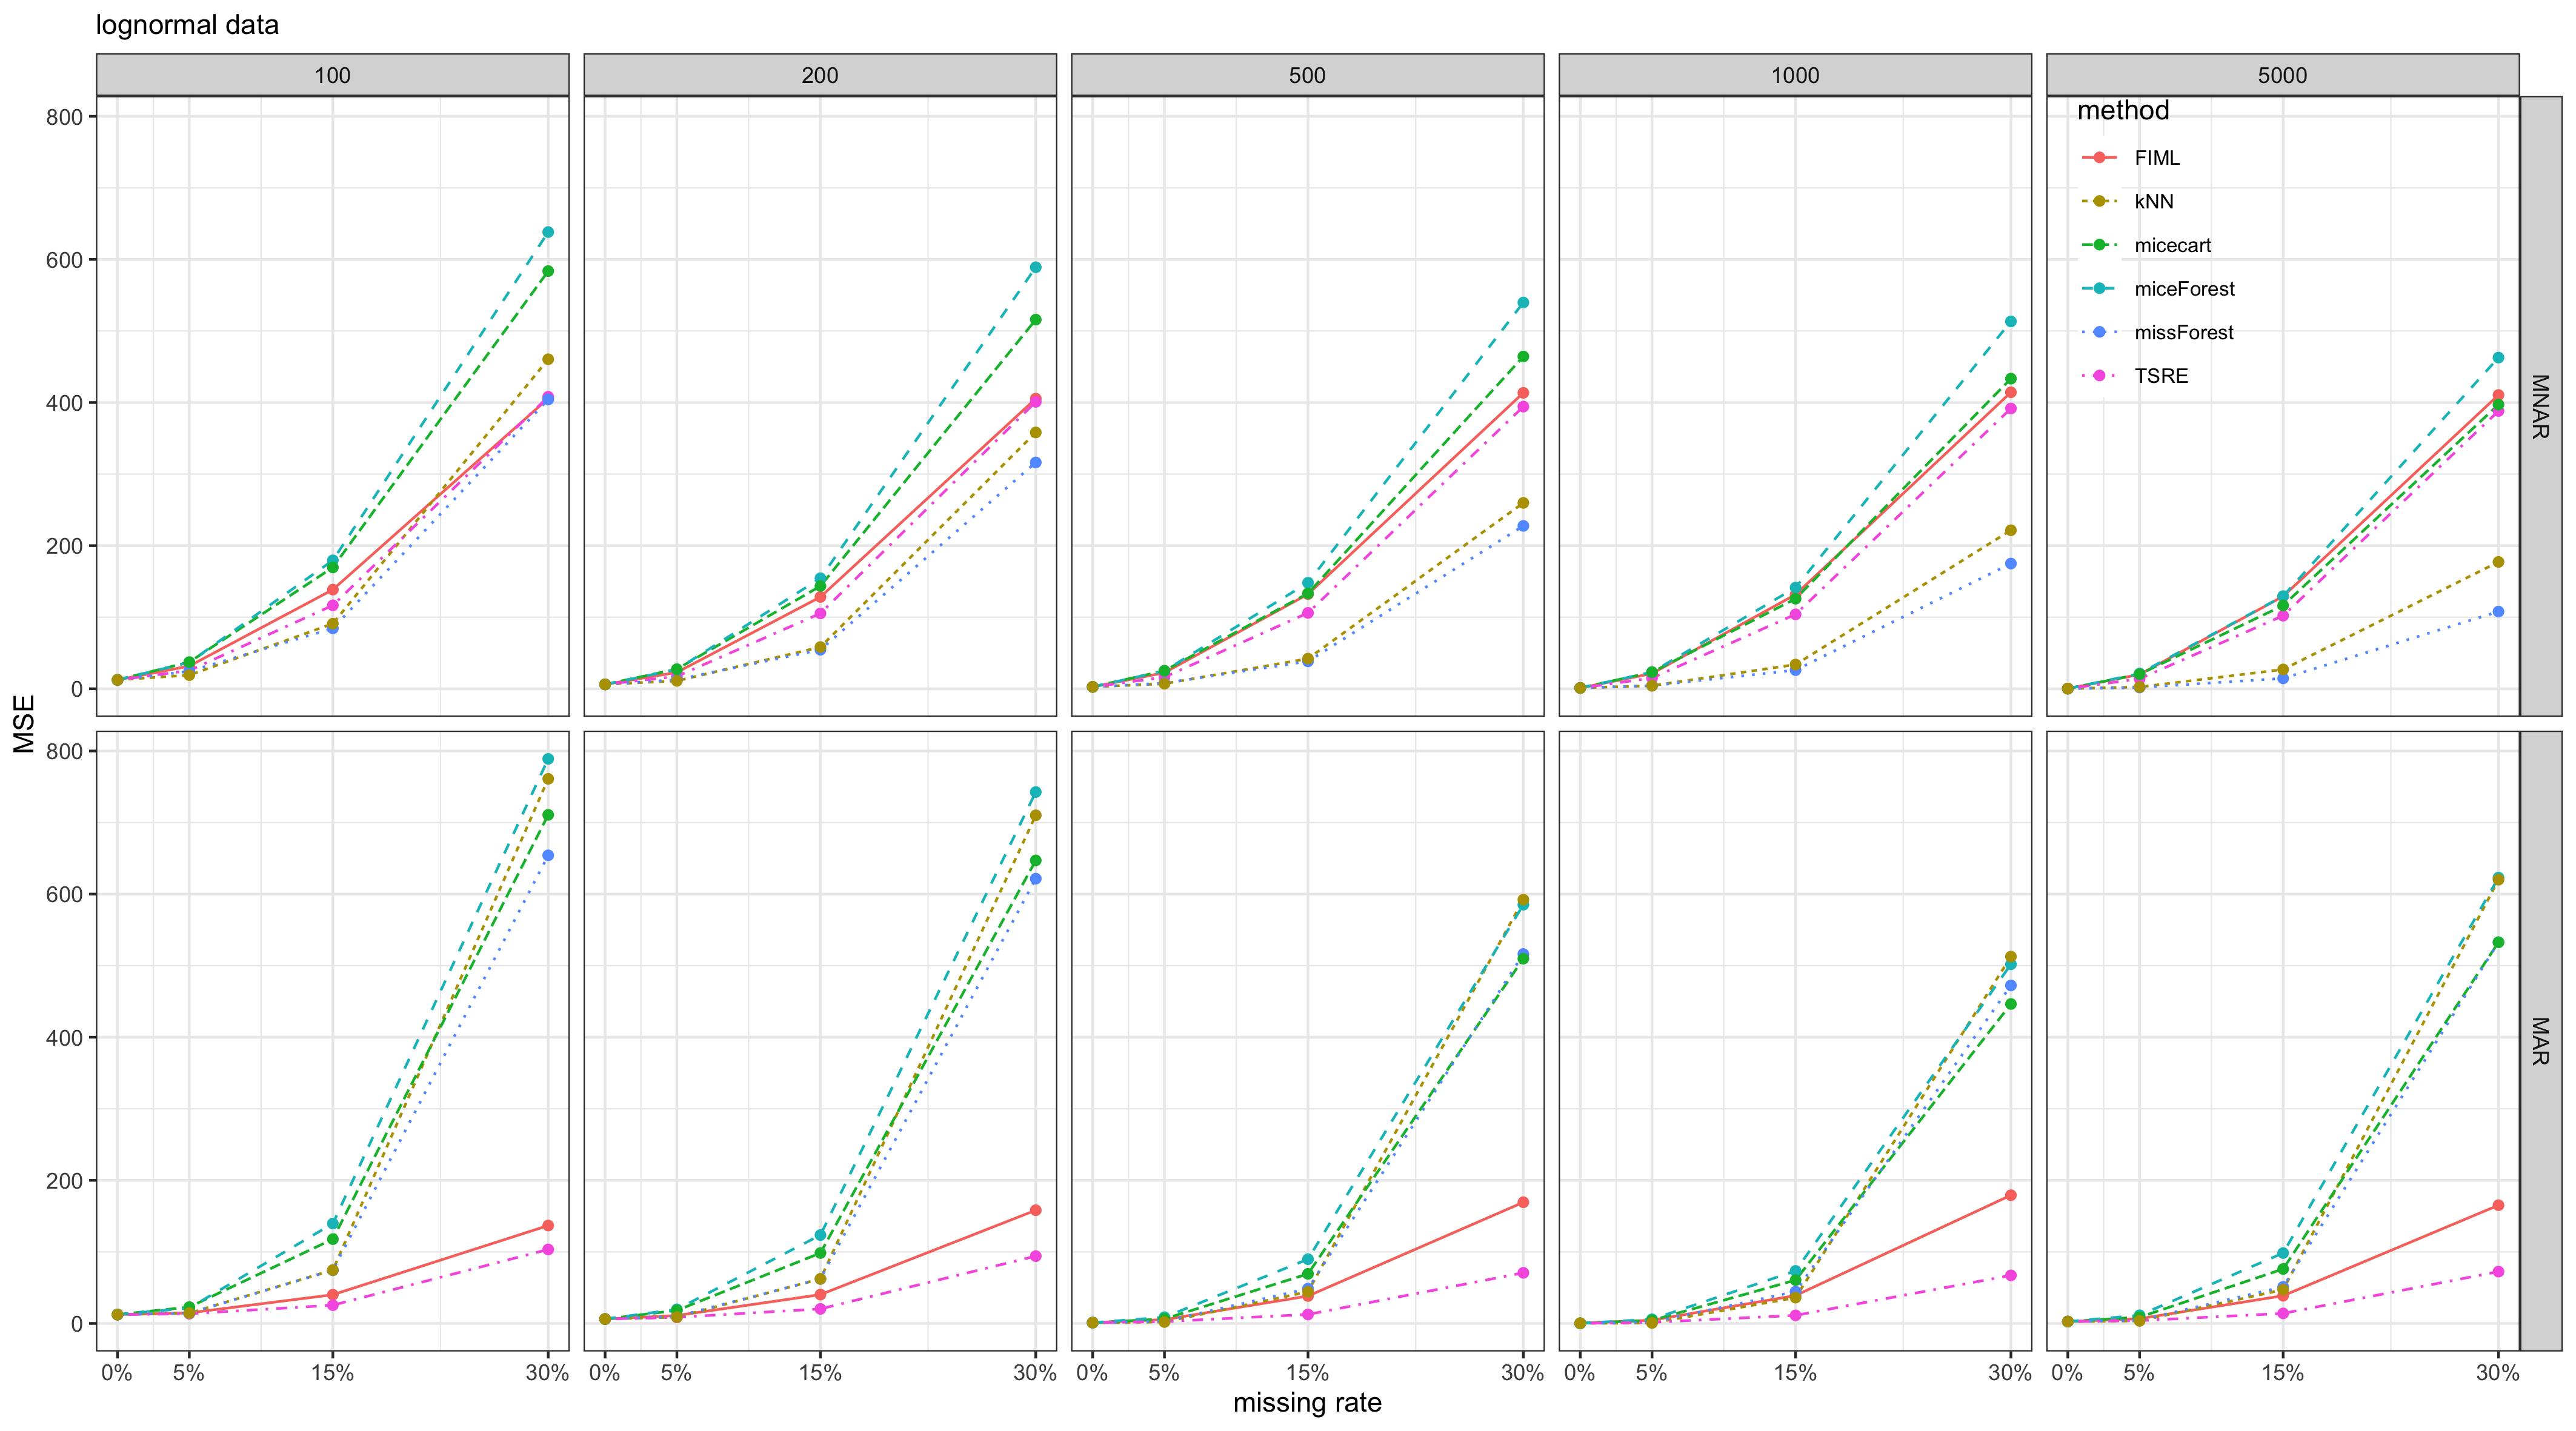 lognormal data
100 200 500 1000 5000
method
FIML
kNN
micecart
miceForest
missForest
TSRE
800
600
400
200
0
MNAR
MSE
800
600
400
200
0
MAR
0% 5% 15% 30% 0% 5% 15% 30% 0% 5% 15% 30% 0% 5% 15% 30% 0% 5% 15% 30%
missing rate